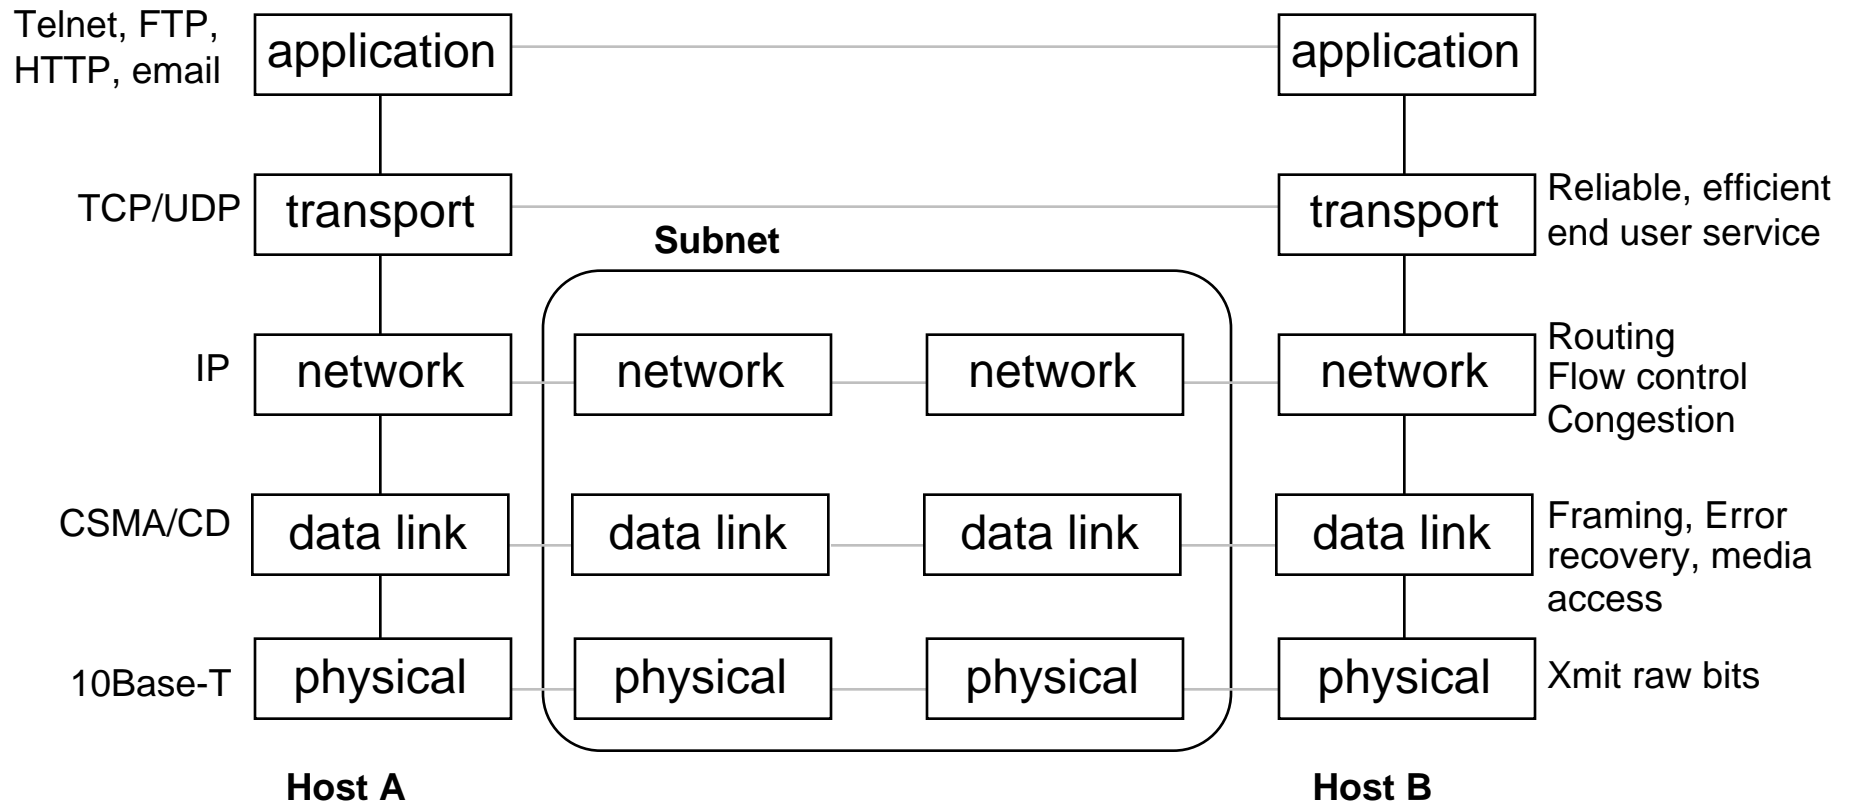 Telnet, FTP,
HTTP, email
application
application
TCP/UDP
transport
transport
Reliable, efficient
end user service
Subnet
IP
network
network
network
network
Routing
Flow control
Congestion
CSMA/CD
data link
data link
data link
data link
Framing, Error
recovery, media
access
10Base-T
physical
physical
physical
physical
Xmit raw bits
Host A
Host B